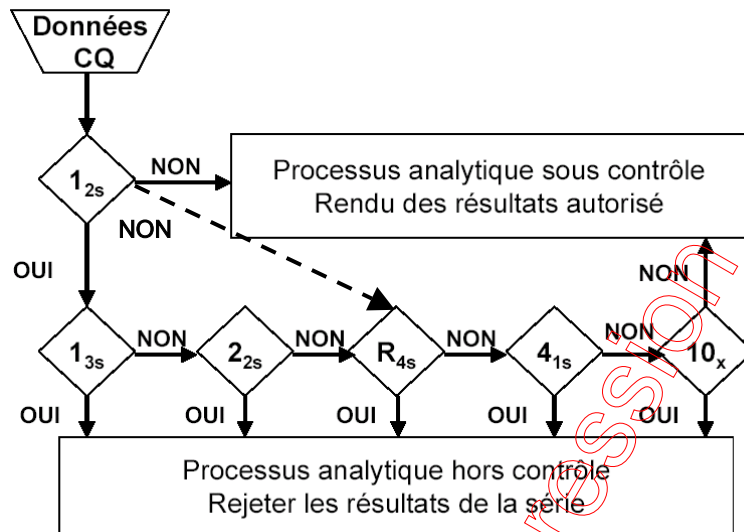 Données
CQ
1₂ₛ
NON
NON
Processus analytique sous contrôle
Rendu des résultats autorisé
OUI
NON
1₃ₛ
NON
2₂ₛ
NON
R₄ₛ
NON
4₁ₛ
NON
10ₓ
OUI
OUI
OUI
OUI
OUI
Processus analytique hors contrôle
Rejeter les résultats de la série
ression